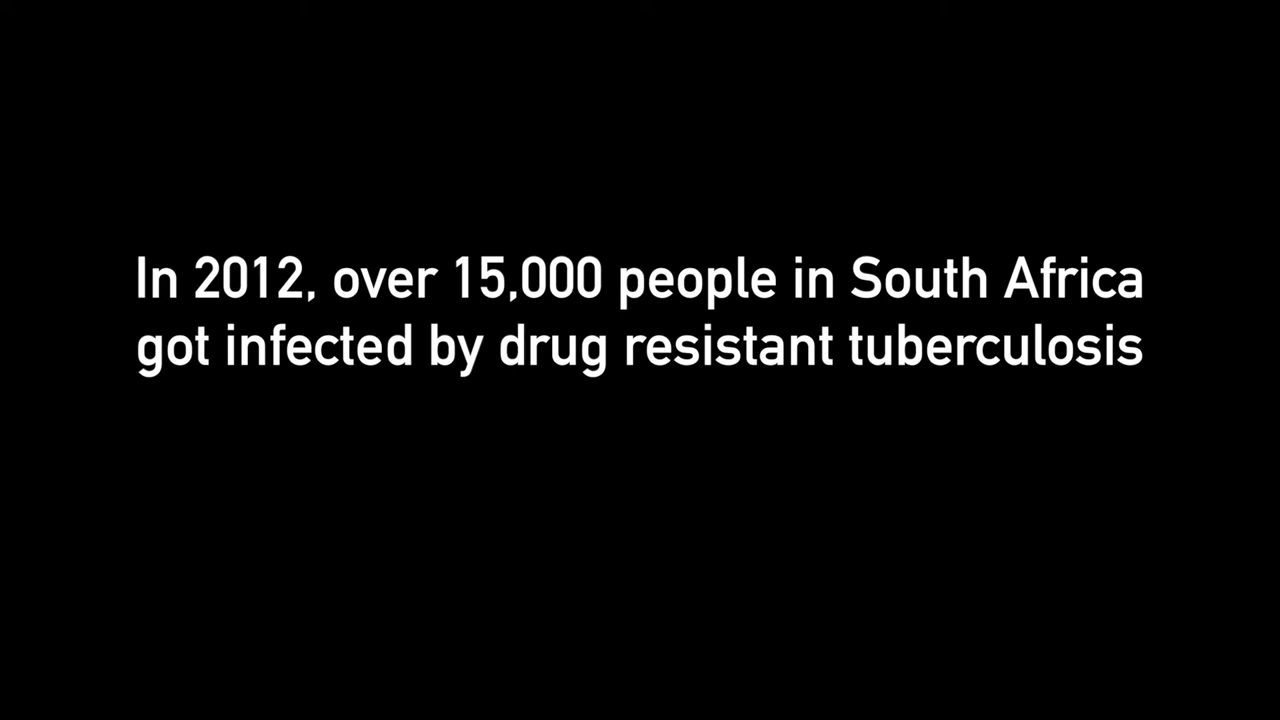 In 2012, over 15,000 people in South Africa
got infected by drug resistant tuberculosis